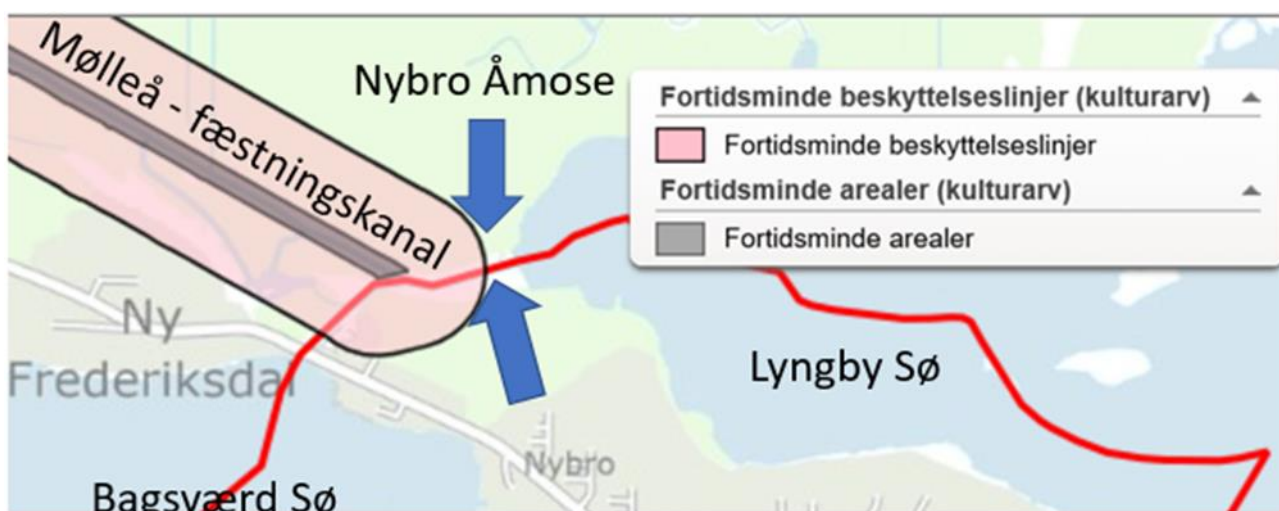 Mølleå - fæstningskanal
Nybro Åmose
Fortidsminde beskyttelseslinjer (kulturarv)
Fortidsminde beskyttelseslinjer
Fortidsminde arealer (kulturarv)
Fortidsminde arealer
Ny
Frederiksdal
Lyngby Sø
Nybro
Bagsværd Sø